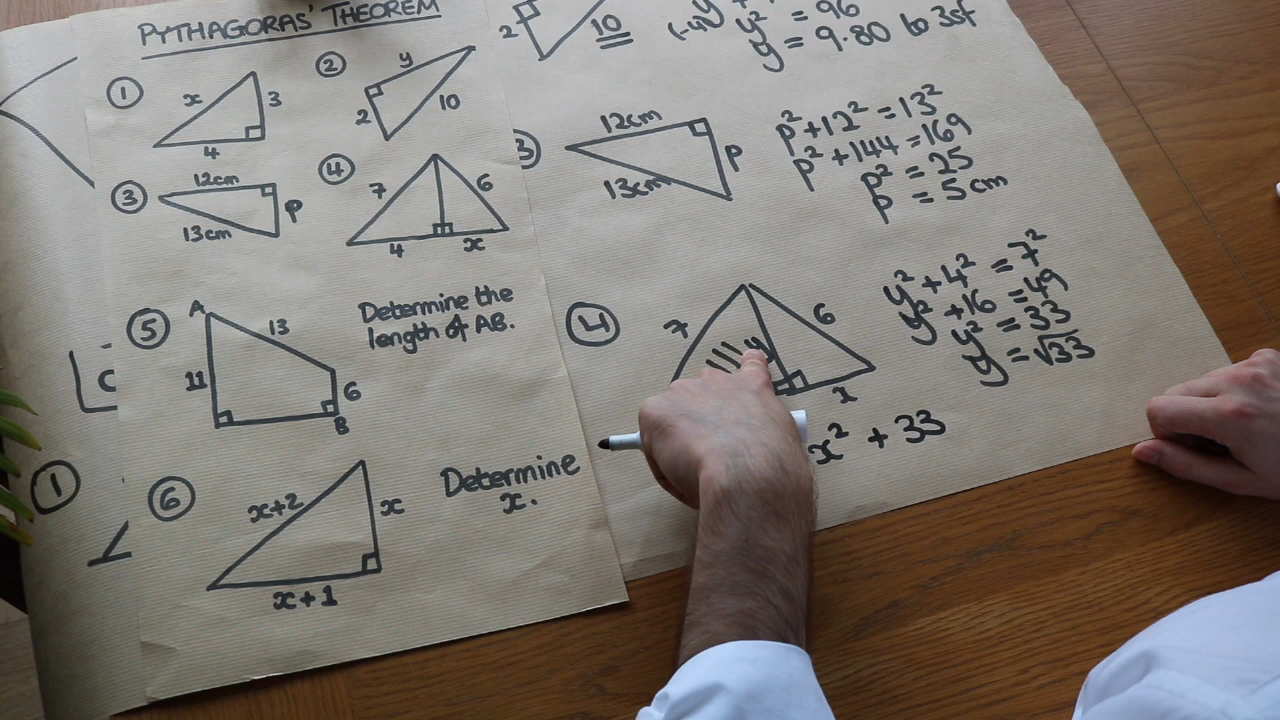 PYTHAGORAS' THEOREM
①
x
3
4
②
y
2
10
③
12cm
13cm
P
④
7
6
4
x
⑤
A
13
11
6
B
Determine the
length of AB.
⑥
x+2
x
x+1
Determine
x.
C
①
2
10
y² = 96
y = 9.80 to 3sf
3
12cm
13cm
P
p² + 12² = 13²
p² + 144 = 169
p² = 25
p = 5cm
④
7
6
y
x
y² + 4² = 7²
y² + 16 = 49
y² = 33
y = √33
x² + 33